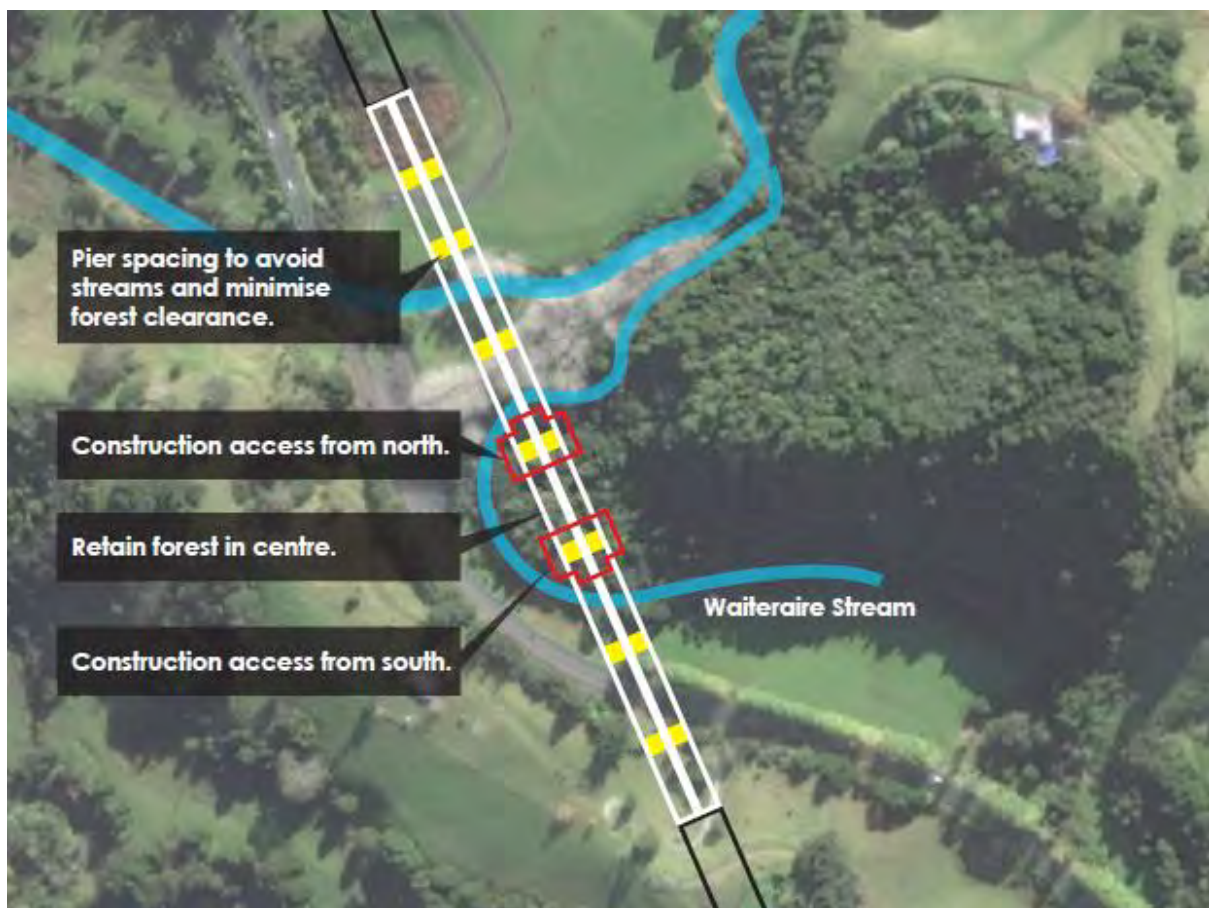 Pier spacing to avoid
streams and minimise
forest clearance.
Construction access from north.
Retain forest in centre.
Waiteraire Stream
Construction access from south.